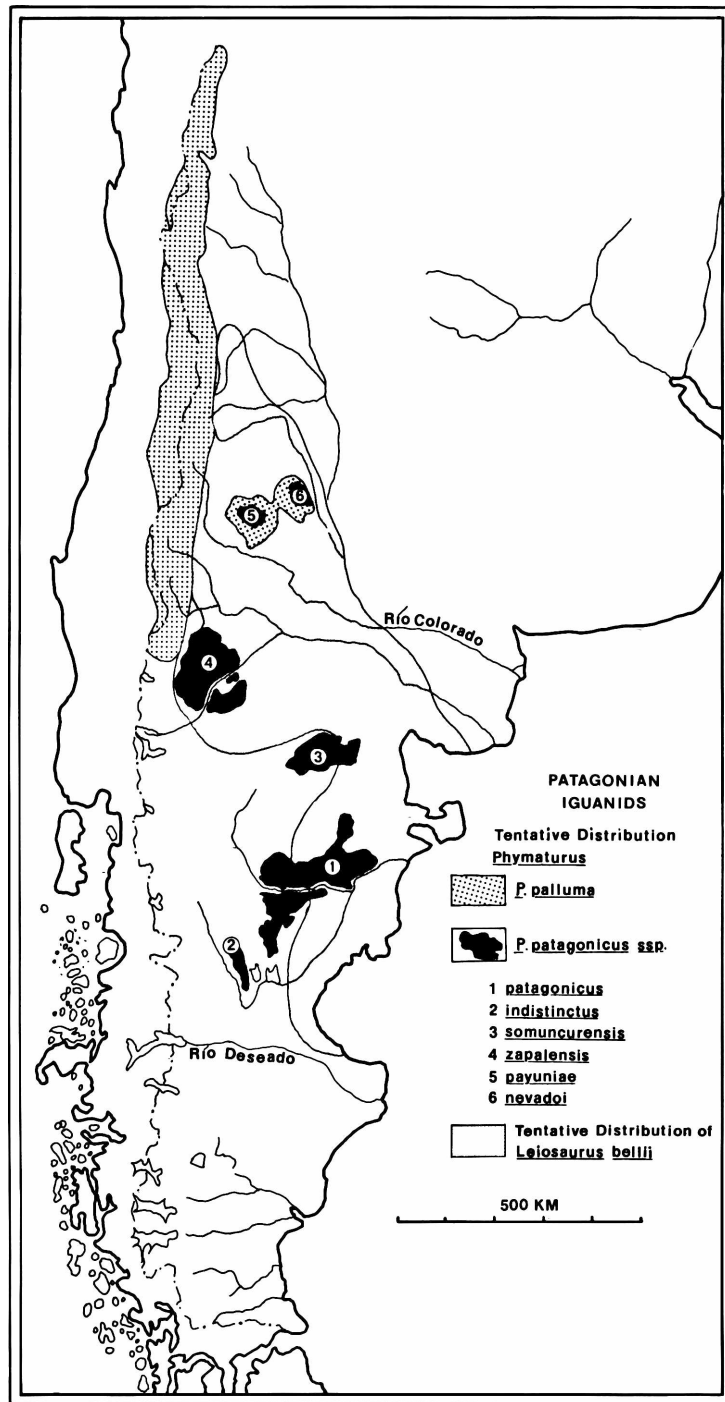 6
5
Río Colorado
4
3
1
2
Río Deseado
PATAGONIAN
IGUANIDS
Tentative Distribution
Phymaturus
P. palluma
P. patagonicus ssp.
1 patagonicus
2 indistinctus
3 somuncurensis
4 zapalensis
5 payuniae
6 nevadoi
Tentative Distribution of
Leiosaurus bellii
500 KM